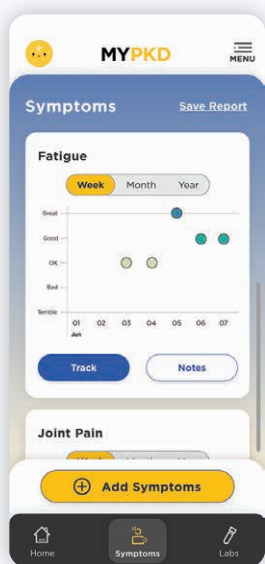 MYPKD
MENU
Symptoms
Save Report
Fatigue
Week Month Year
Great
Good
OK
Bad
Terrible
01 02 03 04 05 06 07
Jun
Track
Notes
Joint Pain
Add Symptoms
Home
Symptoms
Labs